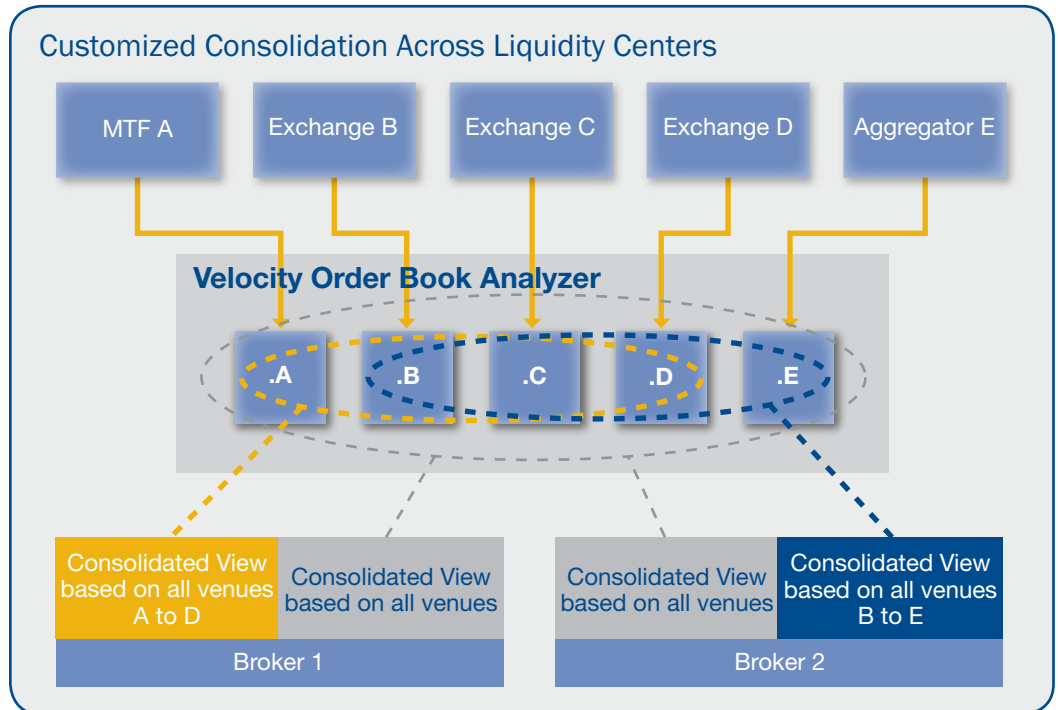 Customized Consolidation Across Liquidity Centers
MTF A
Exchange B
Exchange C
Exchange D
Aggregator E
Velocity Order Book Analyzer
.A
.B
.C
.D
.E
Consolidated View
based on all venues
A to D
Consolidated View
based on all venues
Consolidated View
based on all venues
Consolidated View
based on all venues
B to E
Broker 1
Broker 2